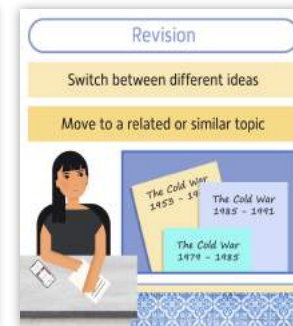 Revision
Switch between different ideas
Move to a related or similar topic
The Cold War
1953 - 19
The Cold War
1985 - 1991
The Cold War
1979 - 1985